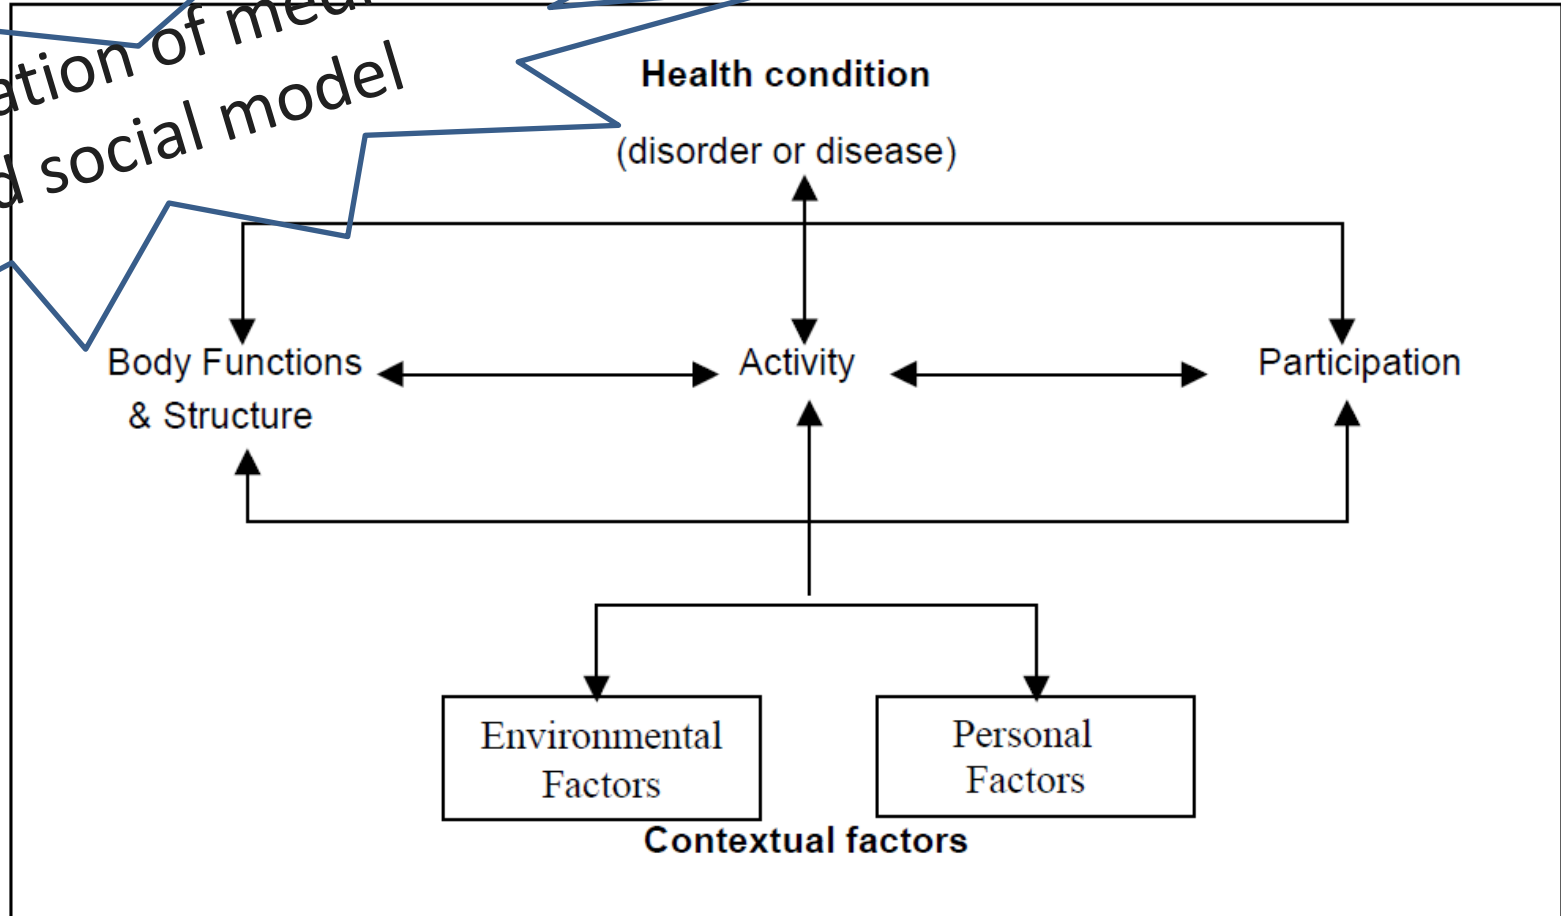 of
social model
Health condition
(disorder or disease)
Body Functions
& Structure
Activity
Participation
Environmental
Factors
Personal
Factors
Contextual factors